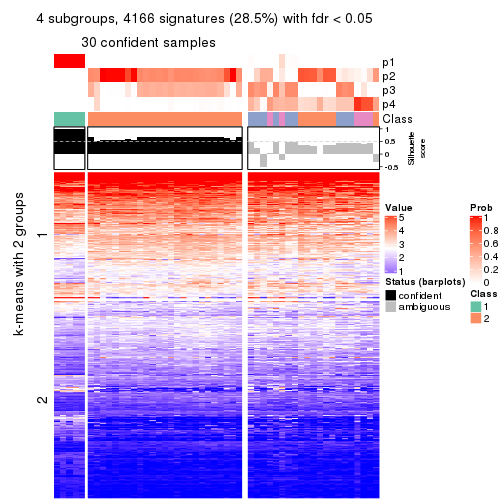 4 subgroups, 4166 signatures (28.5%) with fdr < 0.05
30 confident samples
p1
p2
p3
p4
Class
1
0.5
0
-0.5
Silhouette
score
k-means with 2 groups
1
2
Value
5
4
3
2
1
Status (barplots)
confident
ambiguous
Prob
1
0.8
0.6
0.4
0.2
0
Class
1
2